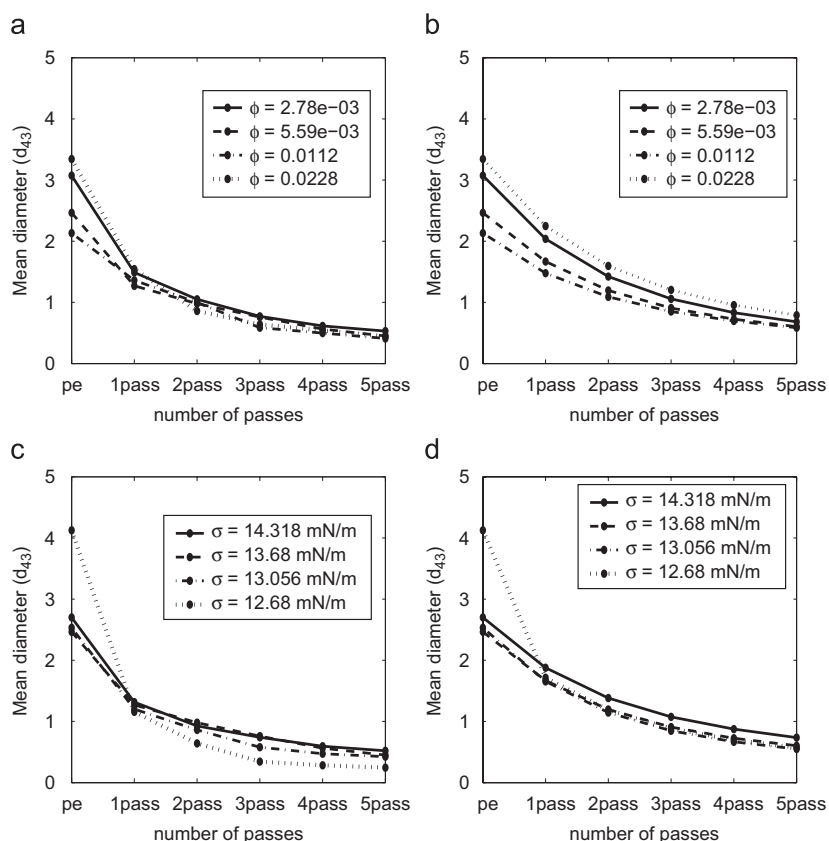 a
5
4
3
2
1
0
Mean diameter (d43)
ϕ = 2.78e−03
ϕ = 5.59e−03
ϕ = 0.0112
ϕ = 0.0228
pe 1pass 2pass 3pass 4pass 5pass
number of passes
b
5
4
3
2
1
0
Mean diameter (d43)
ϕ = 2.78e−03
ϕ = 5.59e−03
ϕ = 0.0112
ϕ = 0.0228
pe 1pass 2pass 3pass 4pass 5pass
number of passes
c
5
4
3
2
1
0
Mean diameter (d43)
σ = 14.318 mN/m
σ = 13.68 mN/m
σ = 13.056 mN/m
σ = 12.68 mN/m
pe 1pass 2pass 3pass 4pass 5pass
number of passes
d
5
4
3
2
1
0
Mean diameter (d43)
σ = 14.318 mN/m
σ = 13.68 mN/m
σ = 13.056 mN/m
σ = 12.68 mN/m
pe 1pass 2pass 3pass 4pass 5pass
number of passes